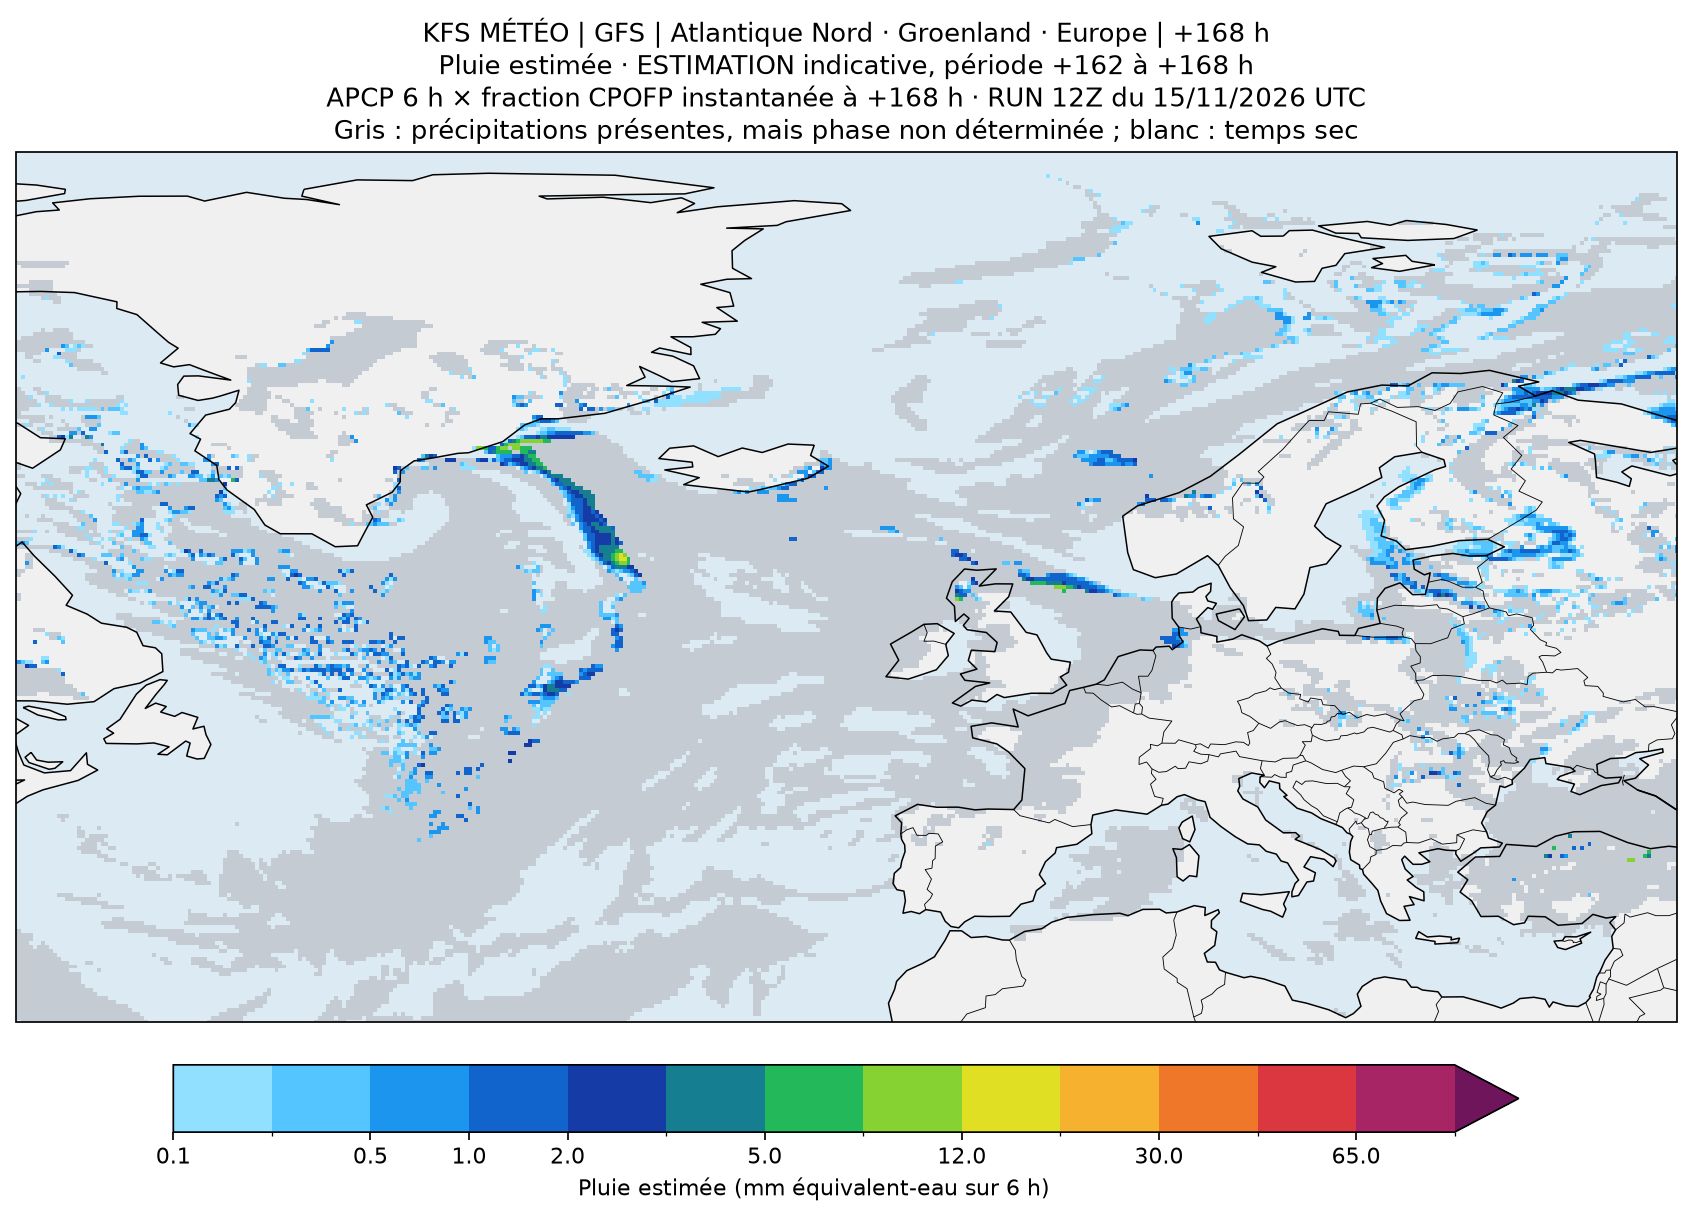 KFS MÉTÉO | GFS | Atlantique Nord · Groenland · Europe | +168 h
Pluie estimée · ESTIMATION indicative, période +162 à +168 h
APCP 6 h × fraction CPOFP instantanée à +168 h · RUN 12Z du 15/11/2026 UTC
Gris : précipitations présentes, mais phase non déterminée ; blanc : temps sec
0.1 0.5 1.0 2.0 5.0 12.0 30.0 65.0
Pluie estimée (mm équivalent-eau sur 6 h)